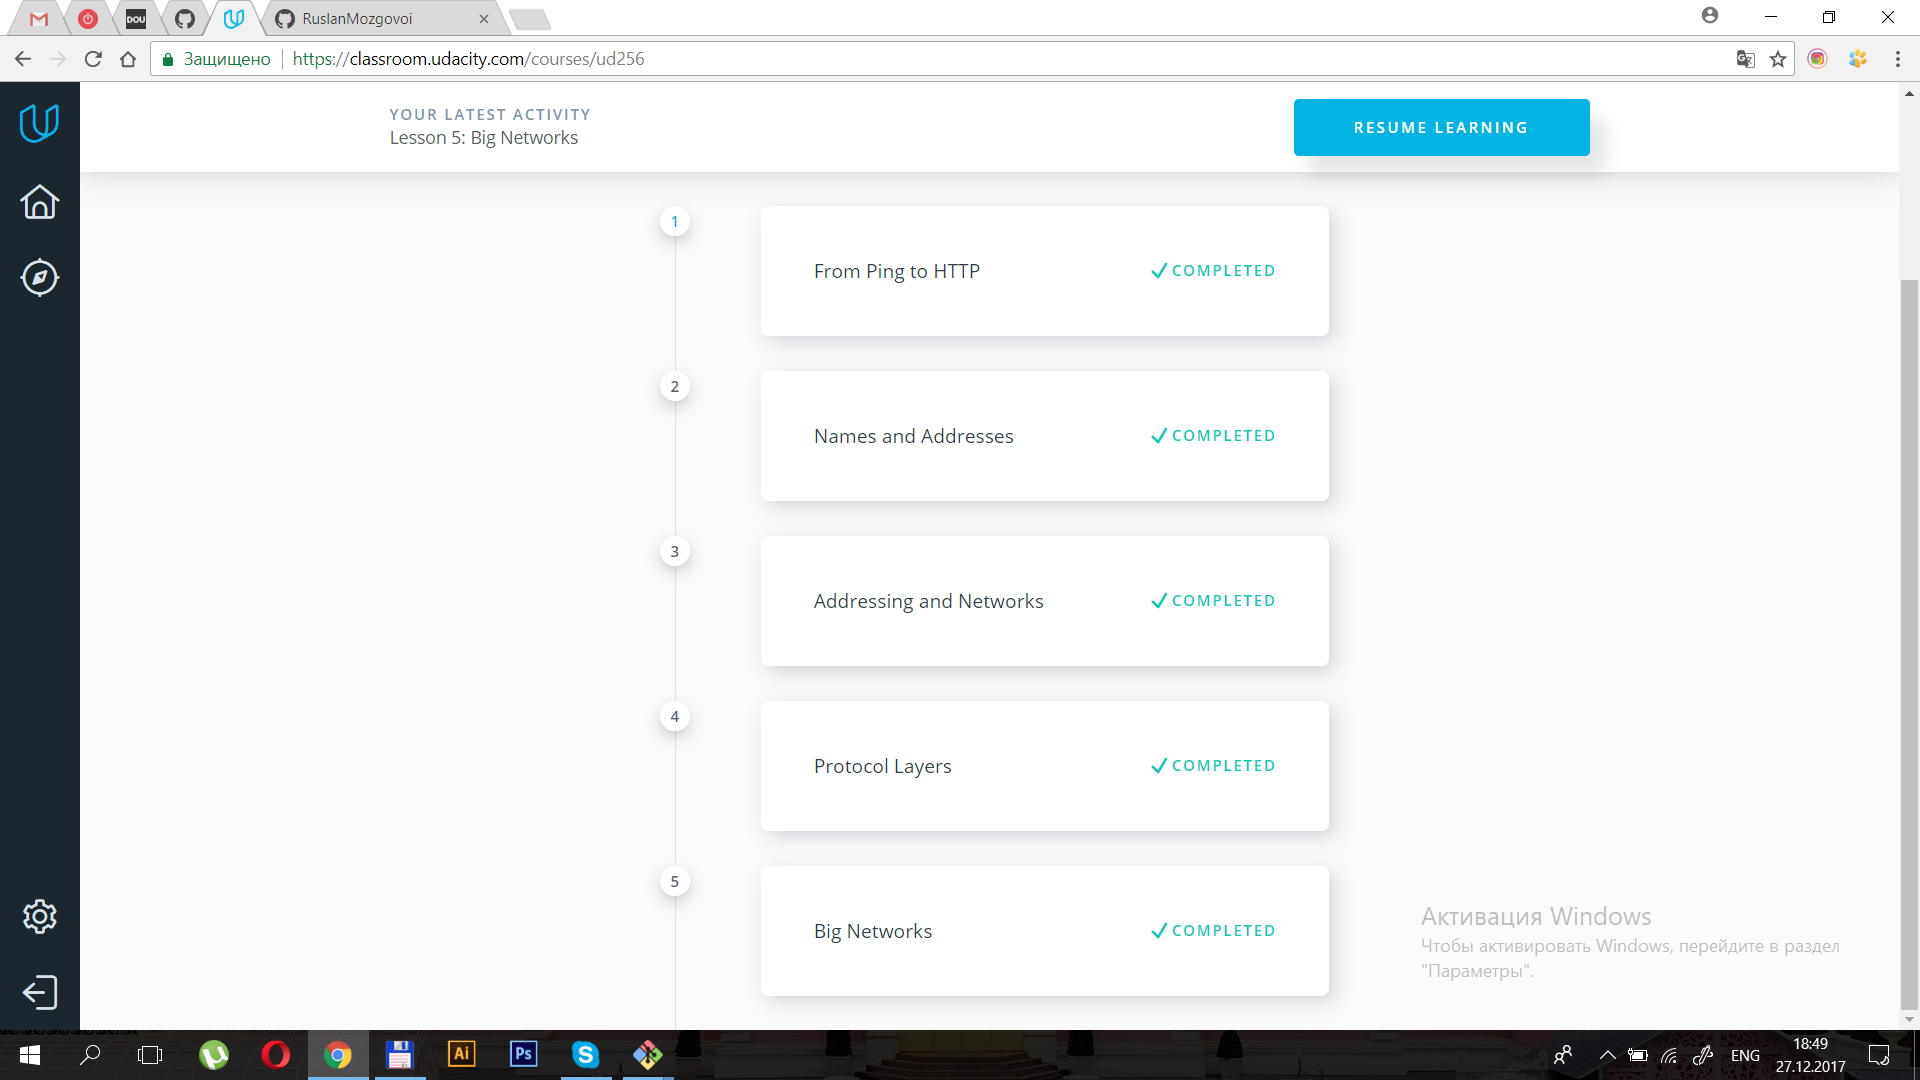 DOU
RuslanMozgovoi
Защищено
https://classroom.udacity.com/courses/ud256
YOUR LATEST ACTIVITY
Lesson 5: Big Networks
RESUME LEARNING
1
From Ping to HTTP
COMPLETED
2
Names and Addresses
COMPLETED
3
Addressing and Networks
COMPLETED
4
Protocol Layers
COMPLETED
5
Big Networks
COMPLETED
Активация Windows
Чтобы активировать Windows, перейдите в раздел
"Параметры".
Ai
Ps
ENG
18:49
27.12.2017